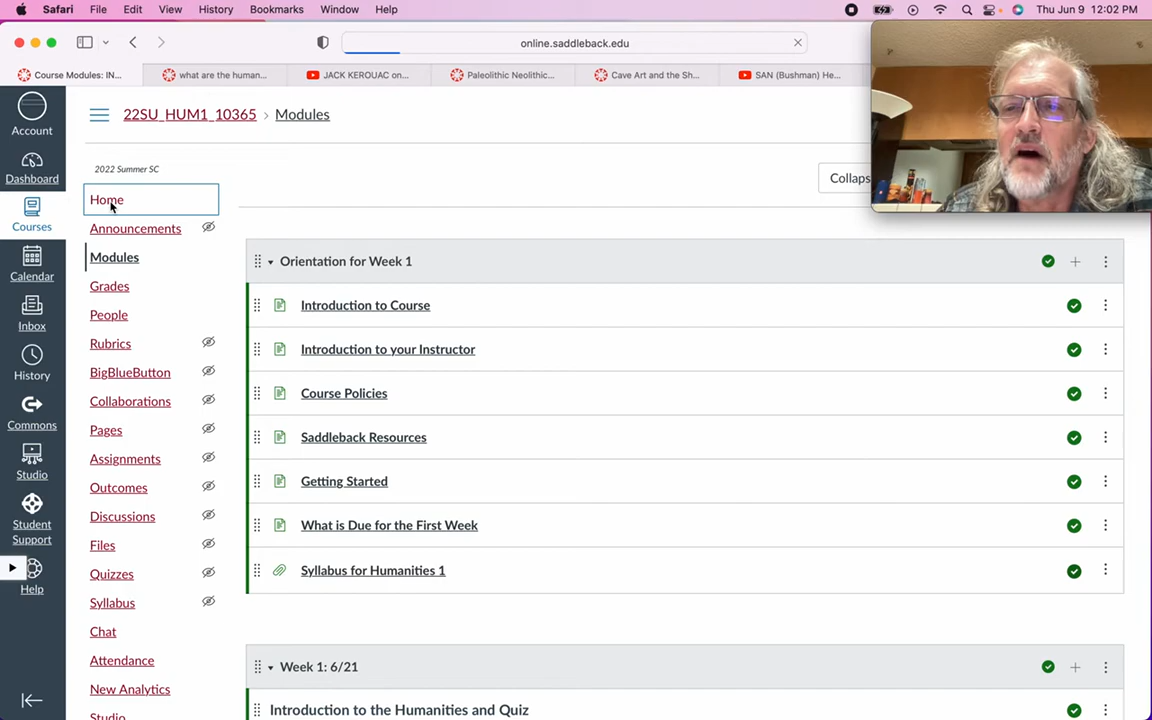 Safari File Edit View History Bookmarks Window Help Thu Jun 9 12:02 PM
online.saddleback.edu
Course Modules: IN... what are the human... JACK KEROUAC on... Paleolithic Neolithic... Cave Art and the Sh... SAN (Bushman) He...
Account
Dashboard
Courses
Calendar
Inbox
History
Commons
Studio
Student
Support
Help
22SU_HUM1_10365 › Modules
2022 Summer SC
Home
Announcements
Modules
Grades
People
Rubrics
BigBlueButton
Collaborations
Pages
Assignments
Outcomes
Discussions
Files
Quizzes
Syllabus
Chat
Attendance
New Analytics
Studio
Collaps
Orientation for Week 1
Introduction to Course
Introduction to your Instructor
Course Policies
Saddleback Resources
Getting Started
What is Due for the First Week
Syllabus for Humanities 1
Week 1: 6/21
Introduction to the Humanities and Quiz